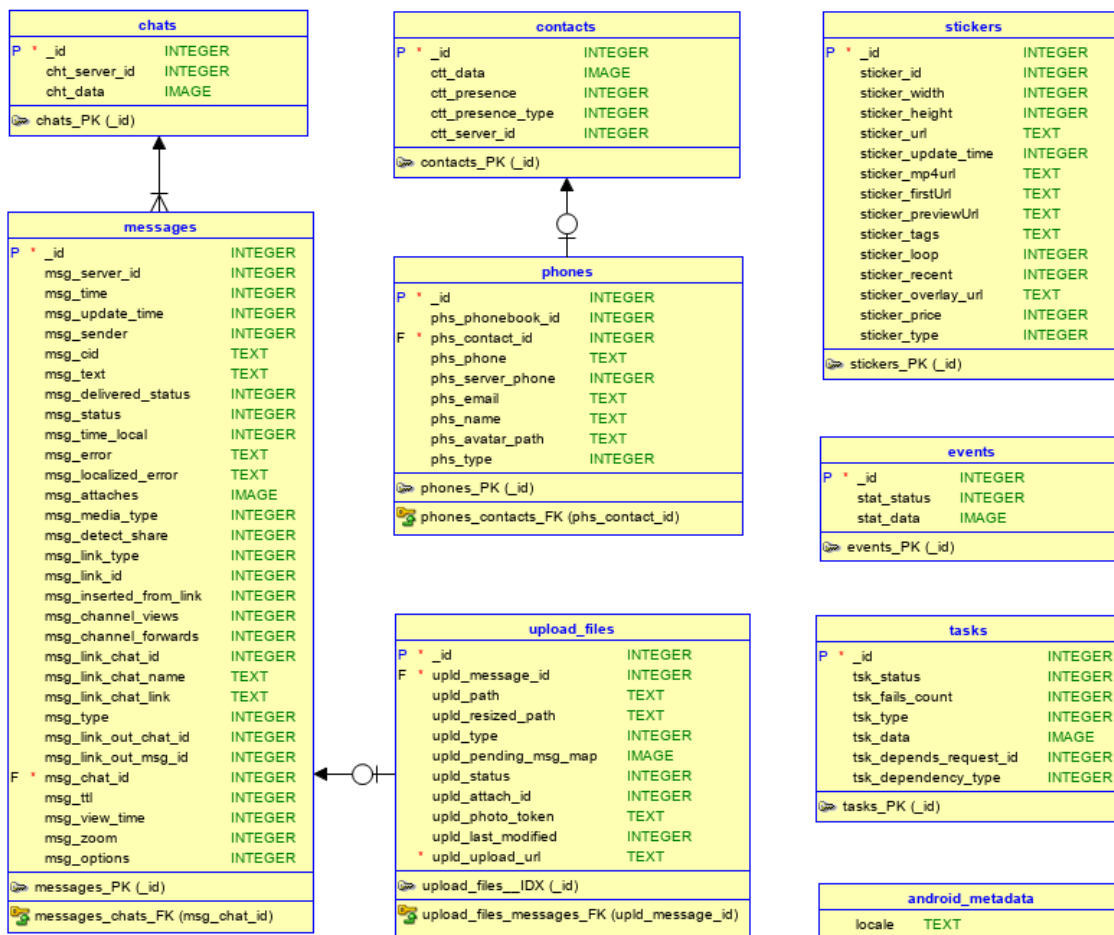 chats
P * _id INTEGER
cht_server_id INTEGER
cht_data IMAGE
chats_PK (_id)
messages
P * _id INTEGER
msg_server_id INTEGER
msg_time INTEGER
msg_update_time INTEGER
msg_sender INTEGER
msg_cid TEXT
msg_text TEXT
msg_delivered_status INTEGER
msg_status INTEGER
msg_time_local INTEGER
msg_error TEXT
msg_localized_error TEXT
msg_attaches IMAGE
msg_media_type INTEGER
msg_detect_share INTEGER
msg_link_type INTEGER
msg_link_id INTEGER
msg_inserted_from_link INTEGER
msg_channel_views INTEGER
msg_channel_forwards INTEGER
msg_link_chat_id INTEGER
msg_link_chat_name TEXT
msg_link_chat_link TEXT
msg_type INTEGER
msg_link_out_chat_id INTEGER
msg_link_out_msg_id INTEGER
F * msg_chat_id INTEGER
msg_ttl INTEGER
msg_view_time INTEGER
msg_zoom INTEGER
msg_options INTEGER
messages_PK (_id)
messages_chats_FK (msg_chat_id)
contacts
P * _id INTEGER
ctt_data IMAGE
ctt_presence INTEGER
ctt_presence_type INTEGER
ctt_server_id INTEGER
contacts_PK (_id)
phones
P * _id INTEGER
phs_phonebook_id INTEGER
F * phs_contact_id INTEGER
phs_phone TEXT
phs_server_phone INTEGER
phs_email TEXT
phs_name TEXT
phs_avatar_path TEXT
phs_type INTEGER
phones_PK (_id)
phones_contacts_FK (phs_contact_id)
upload_files
P * _id INTEGER
F * upld_message_id INTEGER
upld_path TEXT
upld_resized_path TEXT
upld_type INTEGER
upld_pending_msg_map IMAGE
upld_status INTEGER
upld_attach_id INTEGER
upld_photo_token TEXT
upld_last_modified INTEGER
* upld_upload_url TEXT
upload_files__IDX (_id)
upload_files_messages_FK (upld_message_id)
stickers
P * _id INTEGER
sticker_id INTEGER
sticker_width INTEGER
sticker_height INTEGER
sticker_url TEXT
sticker_update_time INTEGER
sticker_mp4url TEXT
sticker_firstUrl TEXT
sticker_previewUrl TEXT
sticker_tags TEXT
sticker_loop INTEGER
sticker_recent INTEGER
sticker_overlay_url TEXT
sticker_price INTEGER
sticker_type INTEGER
stickers_PK (_id)
events
P * _id INTEGER
stat_status INTEGER
stat_data IMAGE
events_PK (_id)
tasks
P * _id INTEGER
tsk_status INTEGER
tsk_fails_count INTEGER
tsk_type INTEGER
tsk_data IMAGE
tsk_depends_request_id INTEGER
tsk_dependency_type INTEGER
tasks_PK (_id)
android_metadata
locale TEXT